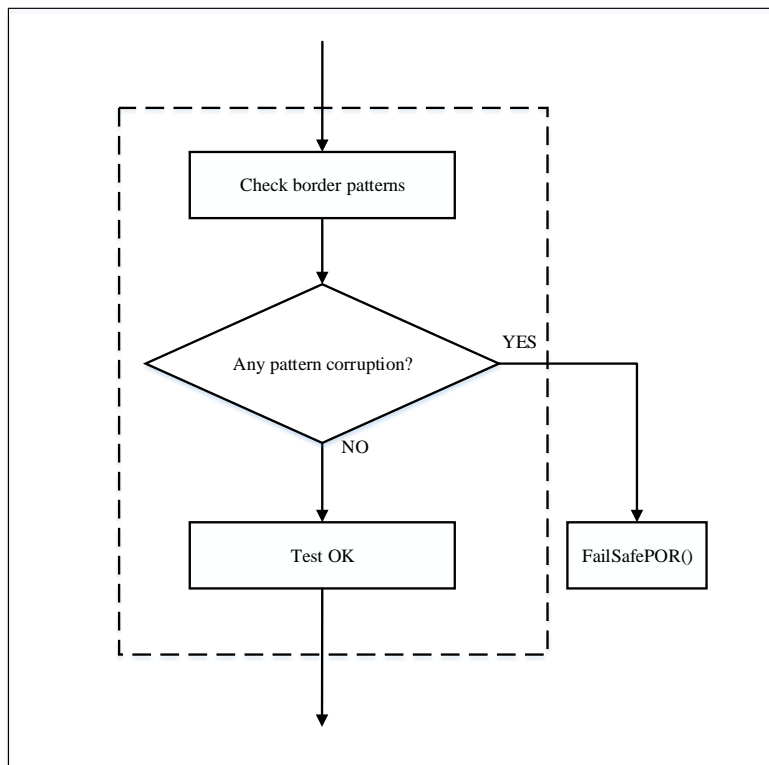 Check border patterns
Any pattern corruption?
YES
NO
Test OK
FailSafePOR()